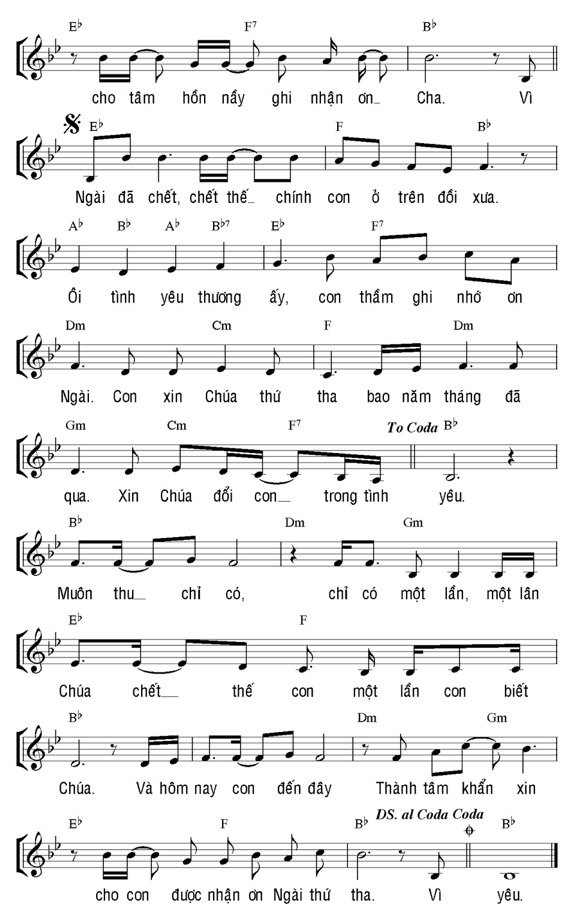 E♭ F7 B♭
cho tâm hồn nầy ghi nhận ơn Cha. Vì
E♭ F B♭
Ngài đã chết, chết thế chính con ở trên đồi xưa.
A♭ B♭ A♭ B♭7 E♭ F7
Ôi tình yêu thương ấy, con thầm ghi nhớ ơn
Dm Cm F Dm
Ngài. Con xin Chúa thứ tha bao năm tháng đã
Gm Cm F7 To Coda B♭
qua. Xin Chúa đổi con trong tình yêu.
B♭ Dm Gm
Muôn thu chỉ có, chỉ có một lần, một lân
E♭ F
Chúa chết thế con một lần con biết
B♭ Dm Gm
Chúa. Và hôm nay con đến đây Thành tâm khẩn xin
DS. al Coda Coda
E♭ F B♭ B♭
cho con được nhận ơn Ngài thứ tha. Vì yêu.